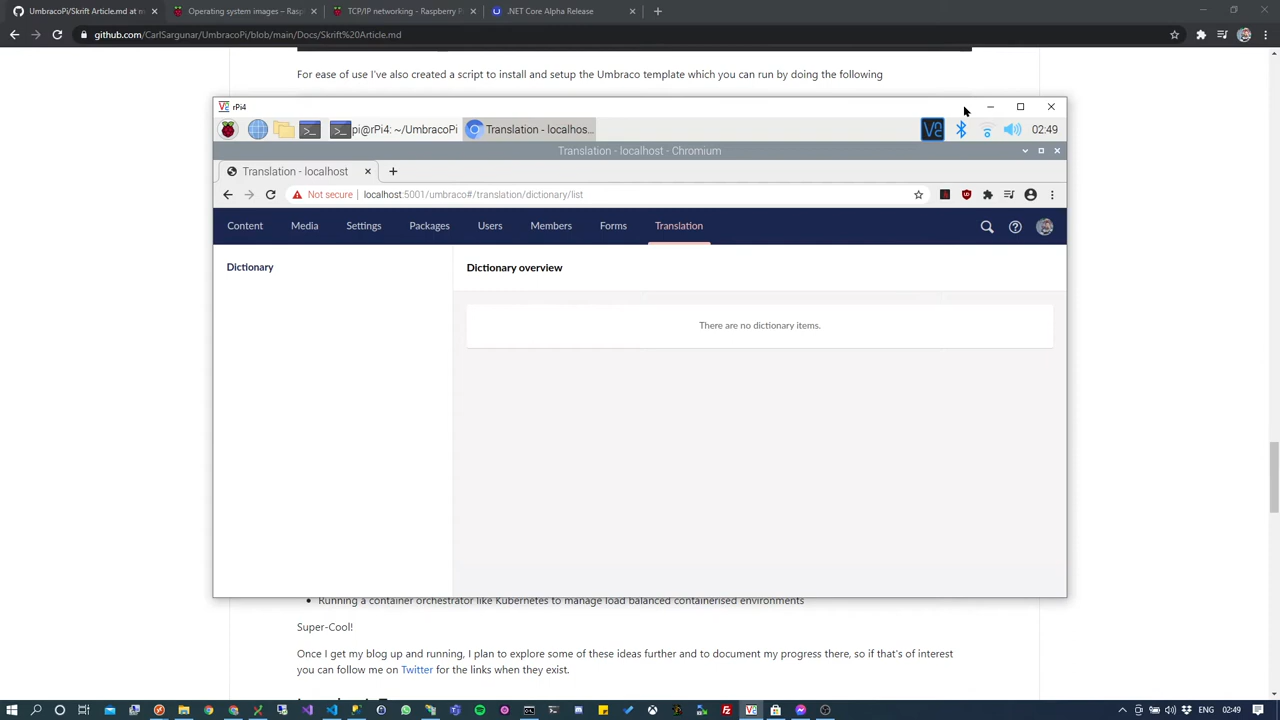 UmbracoPi/Skrift Article.md at m
Operating system images – Rasp
TCP/IP networking - Raspberry P
.NET Core Alpha Release
github.com/CarlSargunar/UmbracoPi/blob/main/Docs/Skrift%20Article.md
For ease of use I've also created a script to install and setup the Umbraco template which you can run by doing the following
rPi4
pi@rPi4: ~/UmbracoPi
Translation - localhos...
02:49
Translation - localhost - Chromium
Translation - localhost
Not secure
localhost:5001/umbraco#/translation/dictionary/list
Content Media Settings Packages Users Members Forms Translation
Dictionary
Dictionary overview
There are no dictionary items.
Running a container orchestrator like Kubernetes to manage load balanced containerised environments
Super-Cool!
Once I get my blog up and running, I plan to explore some of these ideas further and to document my progress there, so if that's of interest
you can follow me on Twitter for the links when they exist.
ENG 02:49